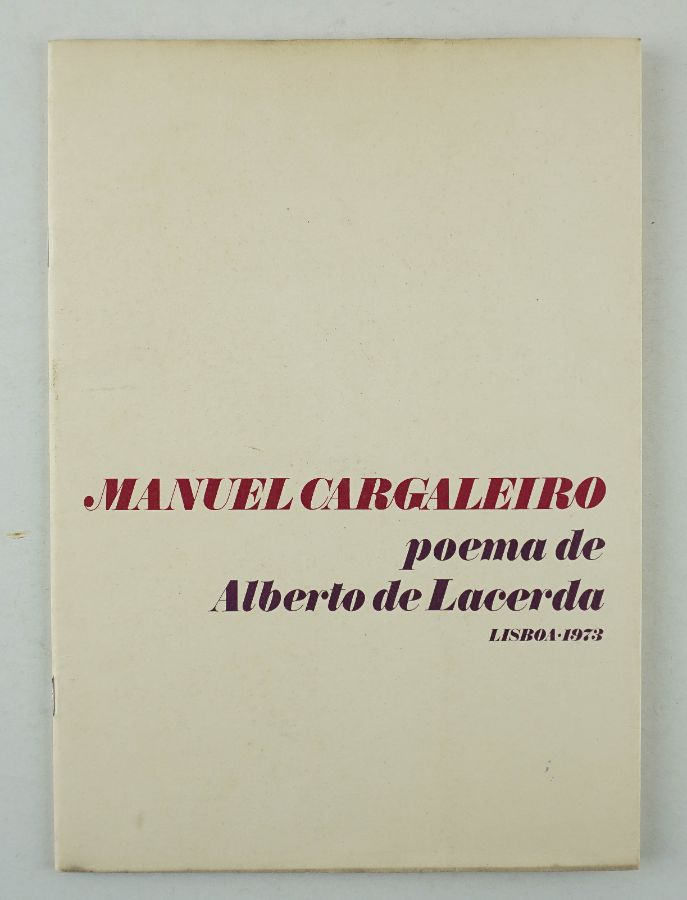 MANUEL CARGALEIRO
poema de
Alberto de Lacerda
LISBOA·1973